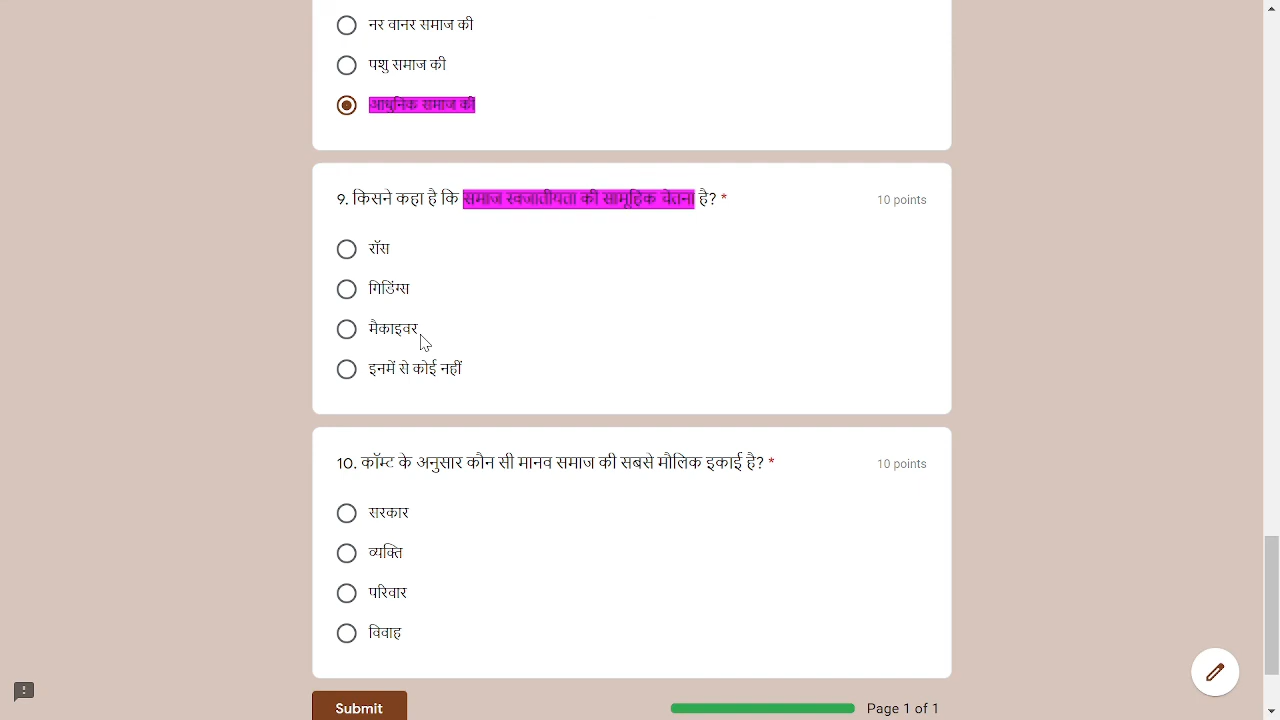 नर वानर समाज की
पशु समाज की
आधुनिक समाज की
9. किसने कहा है कि समाज स्वजातीयता की सामूहिक चेतना है? *
10 points
रॉस
गिडिंग्स
मैकाइवर
इनमें से कोई नहीं
10. कॉम्ट के अनुसार कौन सी मानव समाज की सबसे मौलिक इकाई है? *
10 points
सरकार
व्यक्ति
परिवार
विवाह
Submit
Page 1 of 1